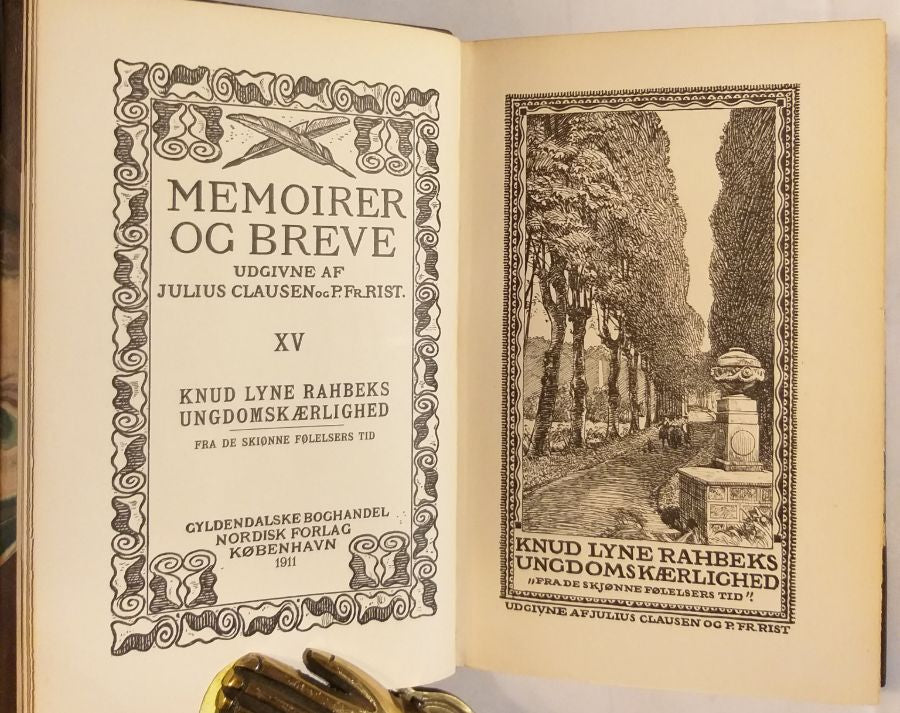 MEMOIRER
OG BREVE
UDGIVNE AF
JULIUS CLAUSEN OG P. FR. RIST.
XV
KNUD LYNE RAHBEKS
UNGDOMSKÆRLIGHED
FRA DE SKIØNNE FØLELSERS TID
GYLDENDALSKE BOGHANDEL
NORDISK FORLAG
KØBENHAVN
1911
KNUD LYNE RAHBEKS
UNGDOMSKÆRLIGHED
„FRA DE SKJØNNE FØLELSERS TID”.
UDGIVNE AF JULIUS CLAUSEN OG P. FR. RIST